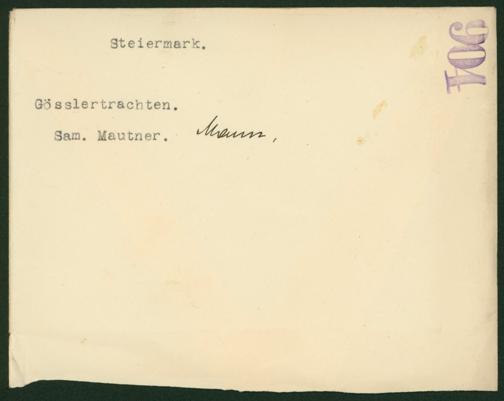 Steiermark.
904
Gösslertrachten.
Sam. Mautner. Mann.